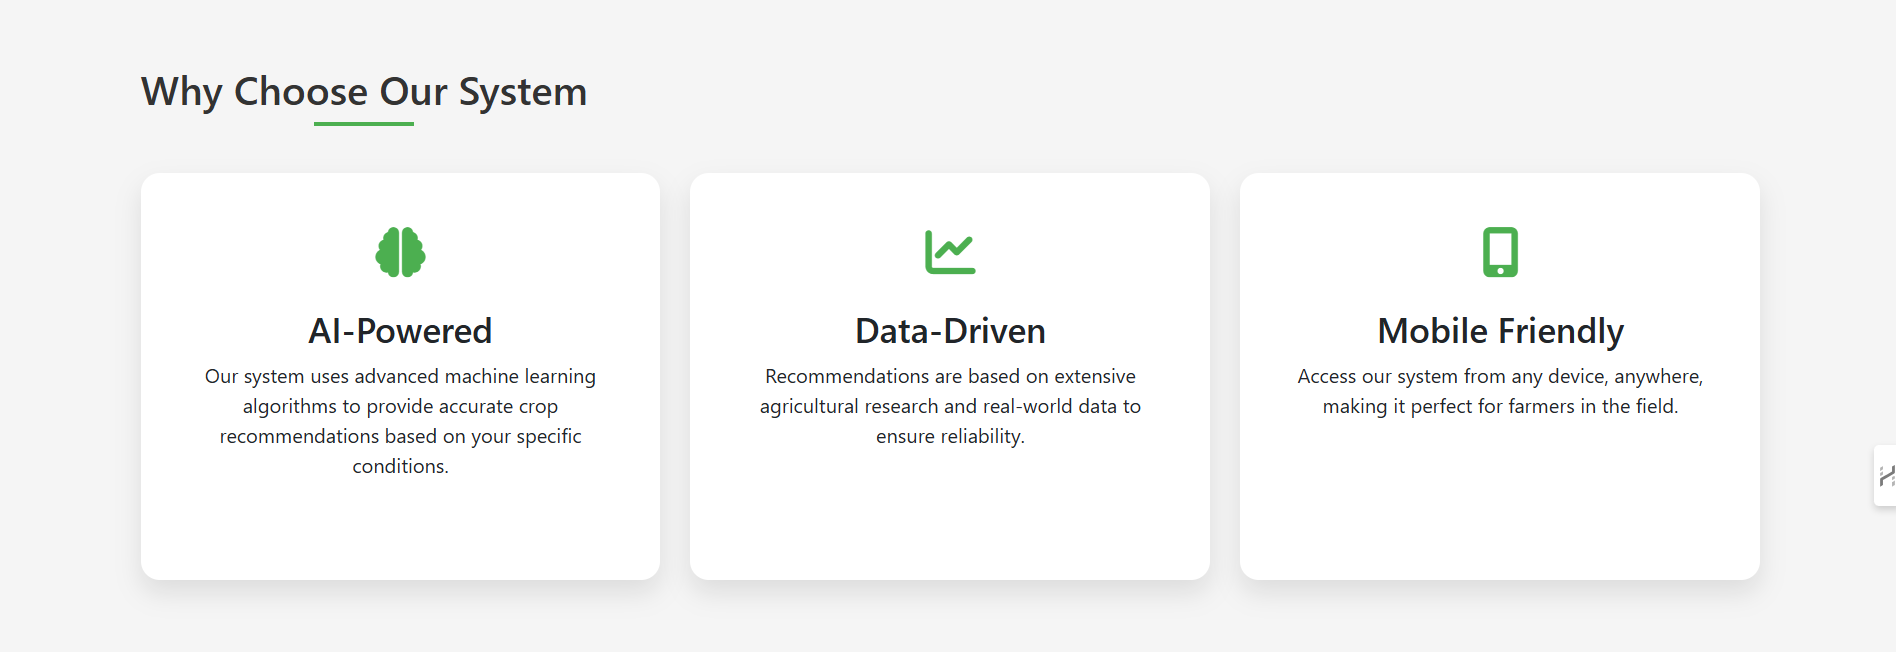 Why Choose Our System
AI-Powered
Our system uses advanced machine learning
algorithms to provide accurate crop
recommendations based on your specific
conditions.
Data-Driven
Recommendations are based on extensive
agricultural research and real-world data to
ensure reliability.
Mobile Friendly
Access our system from any device, anywhere,
making it perfect for farmers in the field.